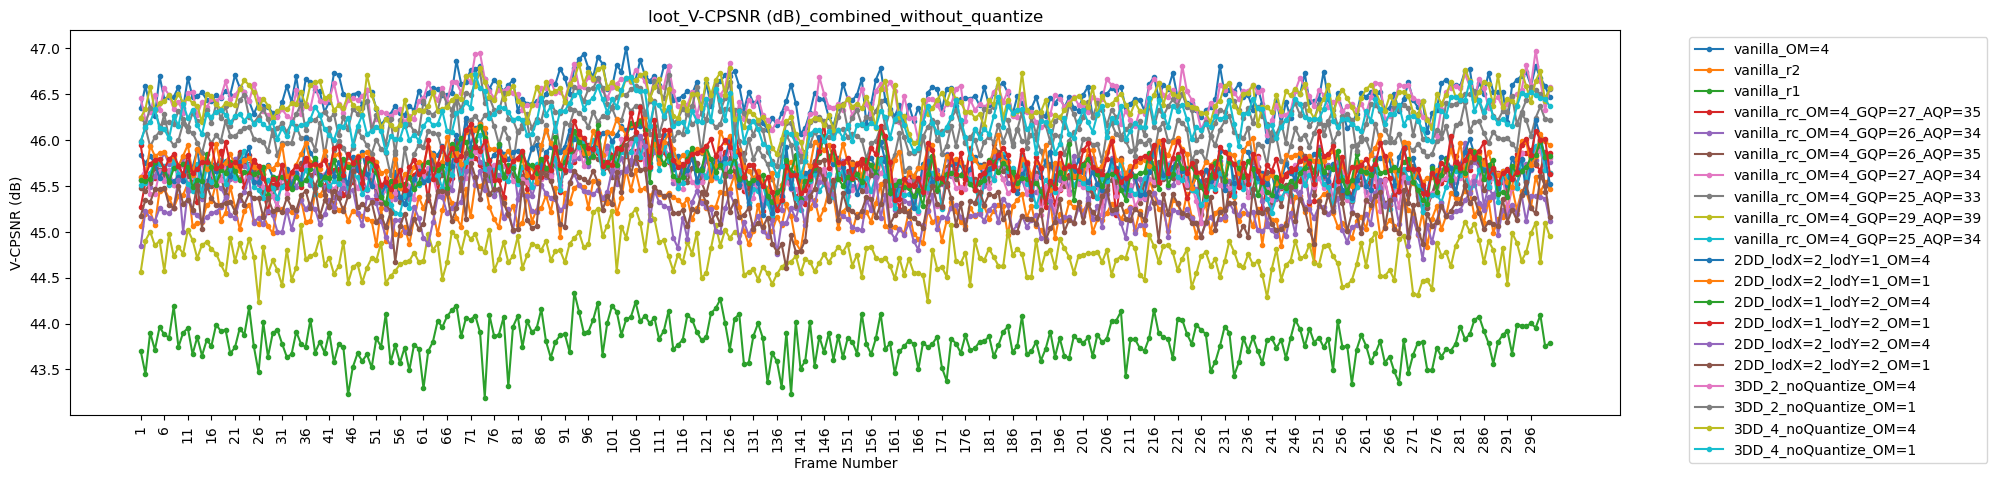 loot_V-CPSNR (dB)_combined_without_quantize
V-CPSNR (dB)
47.0
46.5
46.0
45.5
45.0
44.5
44.0
43.5
1 6 11 16 21 26 31 36 41 46 51 56 61 66 71 76 81 86 91 96 101 106 111 116 121 126 131 136 141 146 151 156 161 166 171 176 181 186 191 196 201 206 211 216 221 226 231 236 241 246 251 256 261 266 271 276 281 286 291 296
Frame Number
vanilla_OM=4
vanilla_r2
vanilla_r1
vanilla_rc_OM=4_GQP=27_AQP=35
vanilla_rc_OM=4_GQP=26_AQP=34
vanilla_rc_OM=4_GQP=26_AQP=35
vanilla_rc_OM=4_GQP=27_AQP=34
vanilla_rc_OM=4_GQP=25_AQP=33
vanilla_rc_OM=4_GQP=29_AQP=39
vanilla_rc_OM=4_GQP=25_AQP=34
2DD_lodX=2_lodY=1_OM=4
2DD_lodX=2_lodY=1_OM=1
2DD_lodX=1_lodY=2_OM=4
2DD_lodX=1_lodY=2_OM=1
2DD_lodX=2_lodY=2_OM=4
2DD_lodX=2_lodY=2_OM=1
3DD_2_noQuantize_OM=4
3DD_2_noQuantize_OM=1
3DD_4_noQuantize_OM=4
3DD_4_noQuantize_OM=1